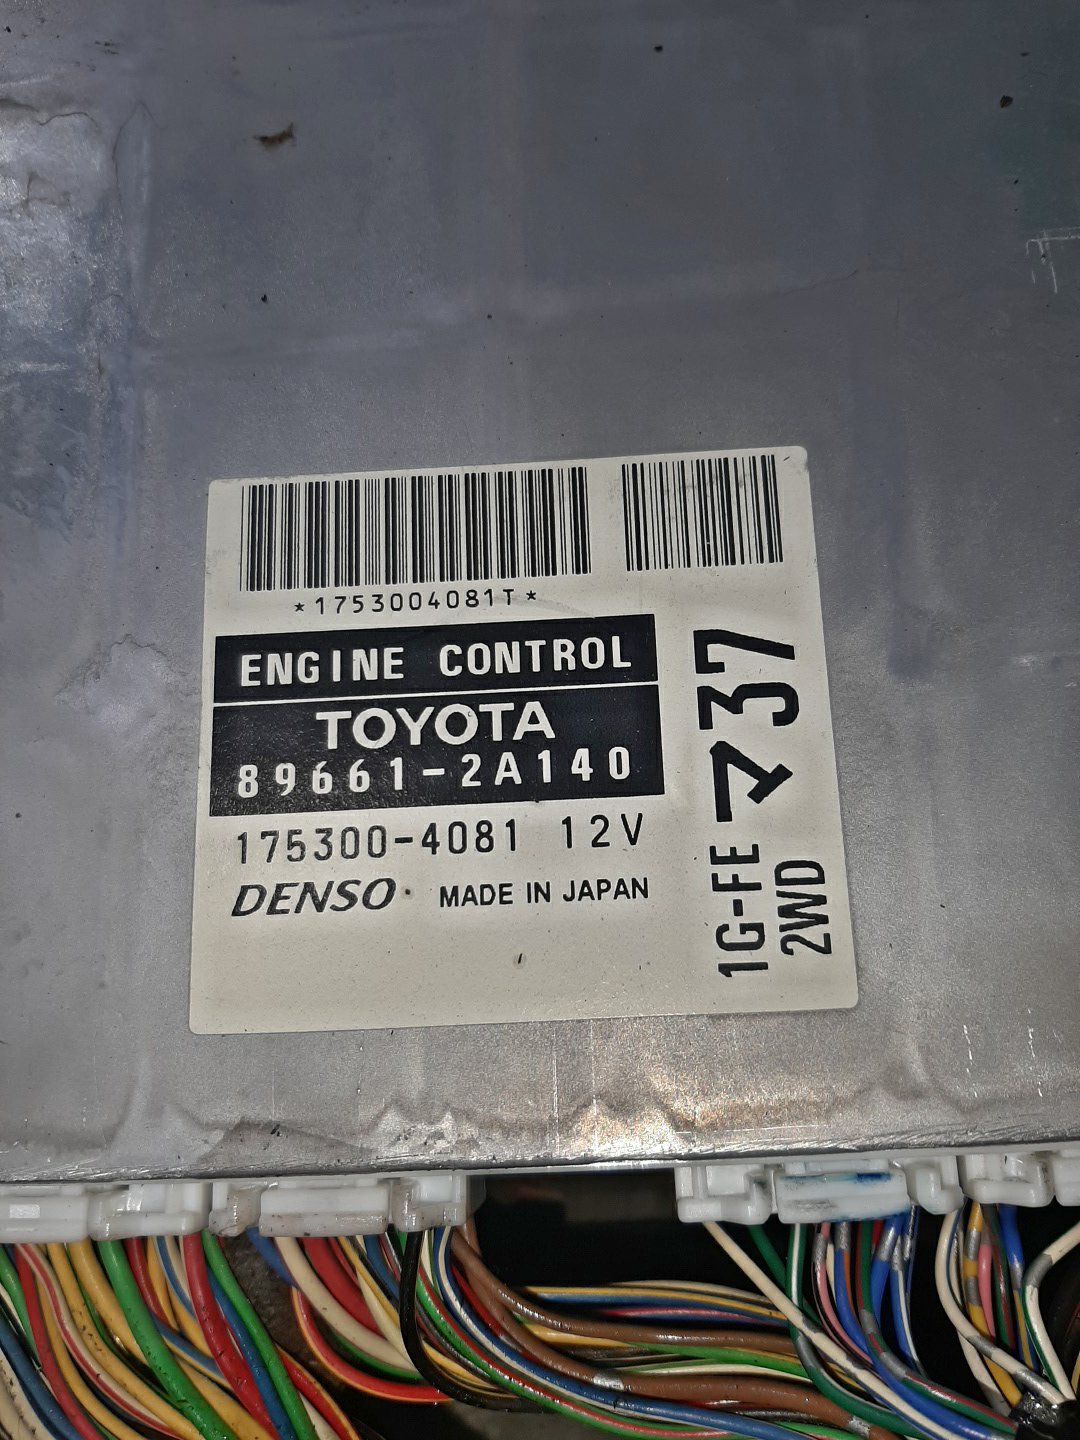 *1753004081T*
ENGINE CONTROL
TOYOTA
89661-2A140
175300-4081 12V
DENSO MADE IN JAPAN
1G-FE マ37
2WD